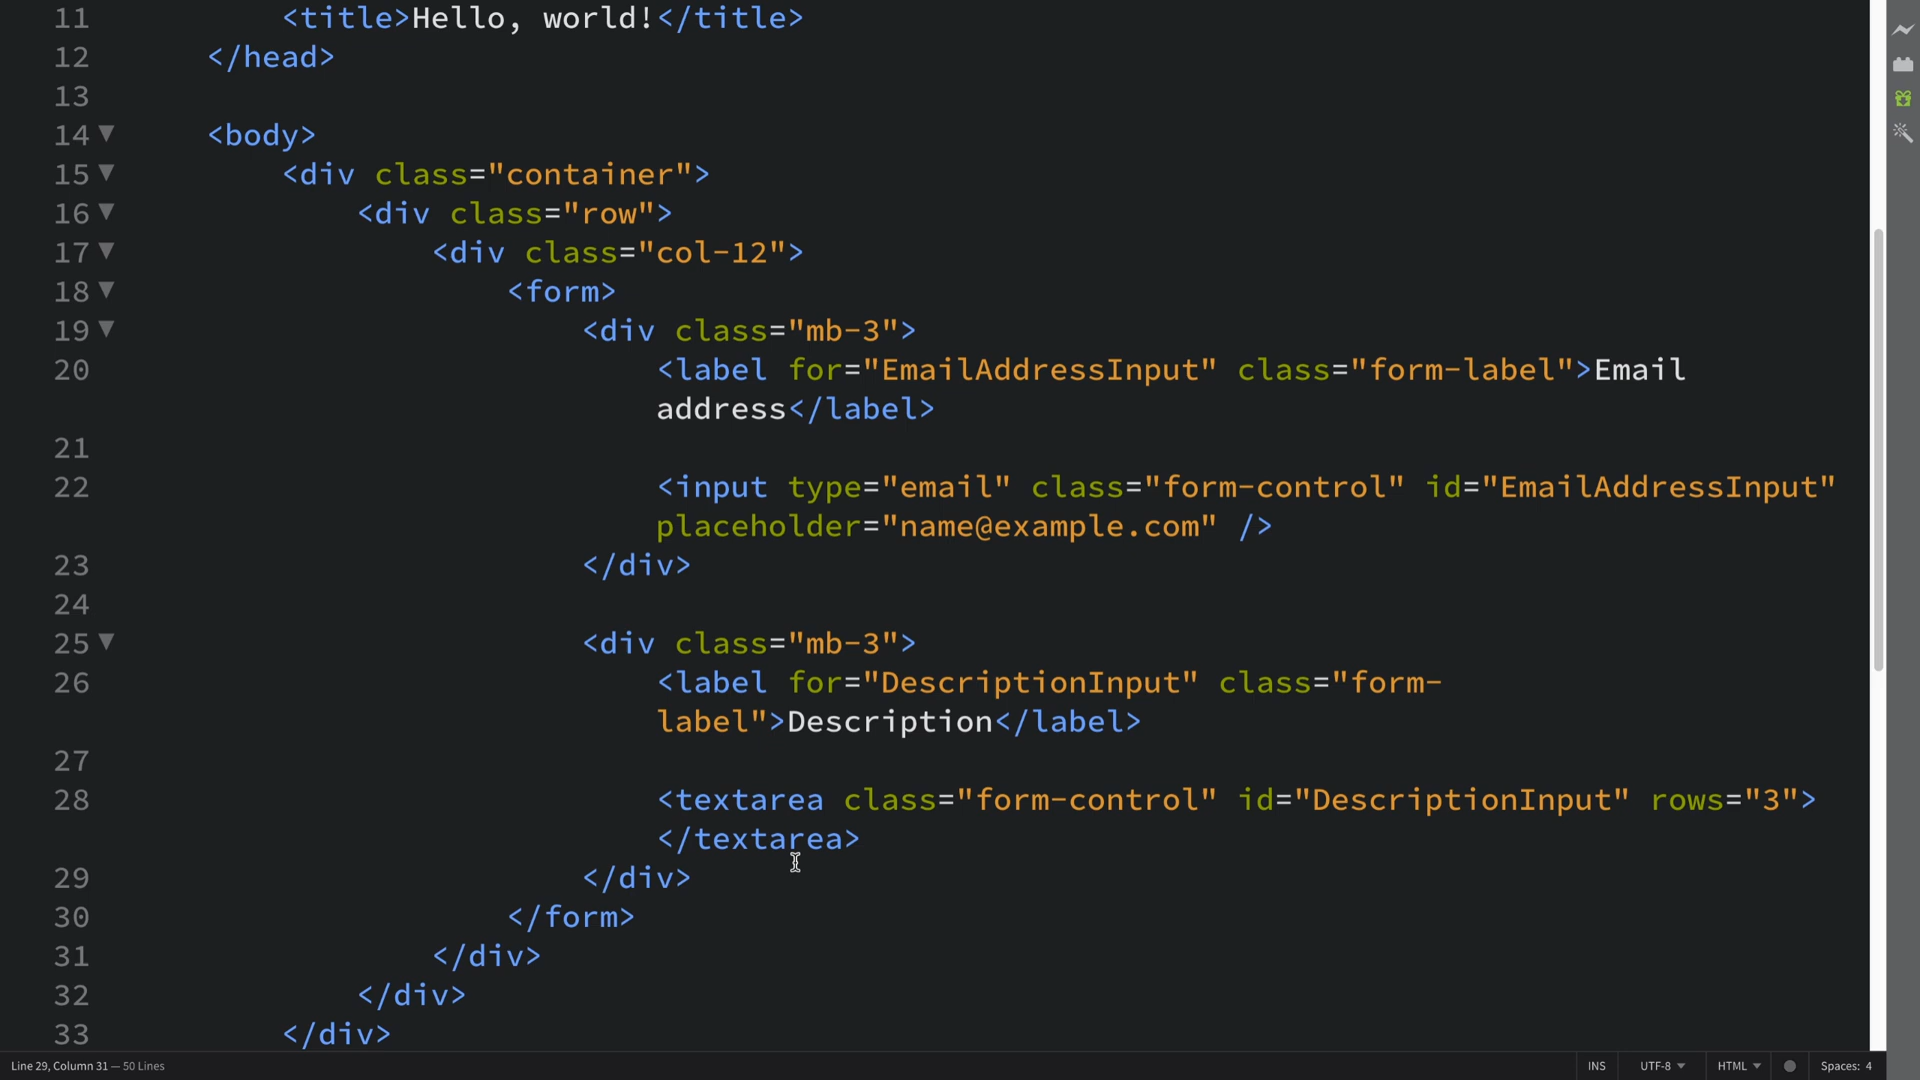 11 <title>Hello, world!</title>
12 </head>
13
14 <body>
15 <div class="container">
16 <div class="row">
17 <div class="col-12">
18 <form>
19 <div class="mb-3">
20 <label for="EmailAddressInput" class="form-label">Email
address</label>
21
22 <input type="email" class="form-control" id="EmailAddressInput"
placeholder="name@example.com" />
23 </div>
24
25 <div class="mb-3">
26 <label for="DescriptionInput" class="form-
label">Description</label>
27
28 <textarea class="form-control" id="DescriptionInput" rows="3">
</textarea>
29 </div>
30 </form>
31 </div>
32 </div>
33 </div>
Line 29, Column 31 — 50 Lines INS UTF-8 HTML Spaces: 4